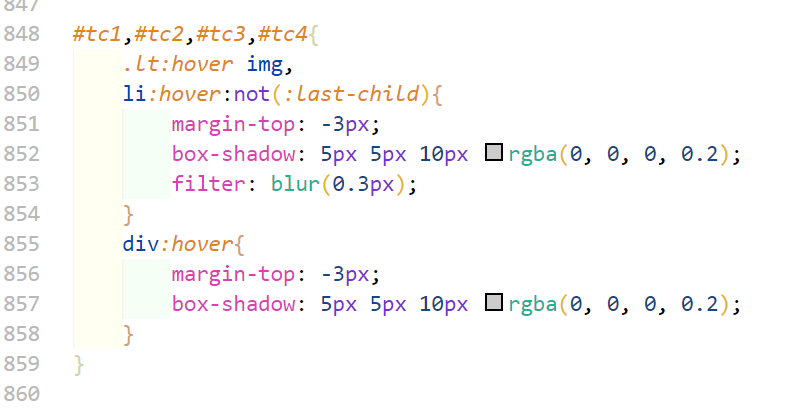 847
848 #tc1,#tc2,#tc3,#tc4{
849 .lt:hover img,
850 li:hover:not(:last-child){
851 margin-top: -3px;
852 box-shadow: 5px 5px 10px rgba(0, 0, 0, 0.2);
853 filter: blur(0.3px);
854 }
855 div:hover{
856 margin-top: -3px;
857 box-shadow: 5px 5px 10px rgba(0, 0, 0, 0.2);
858 }
859 }
860